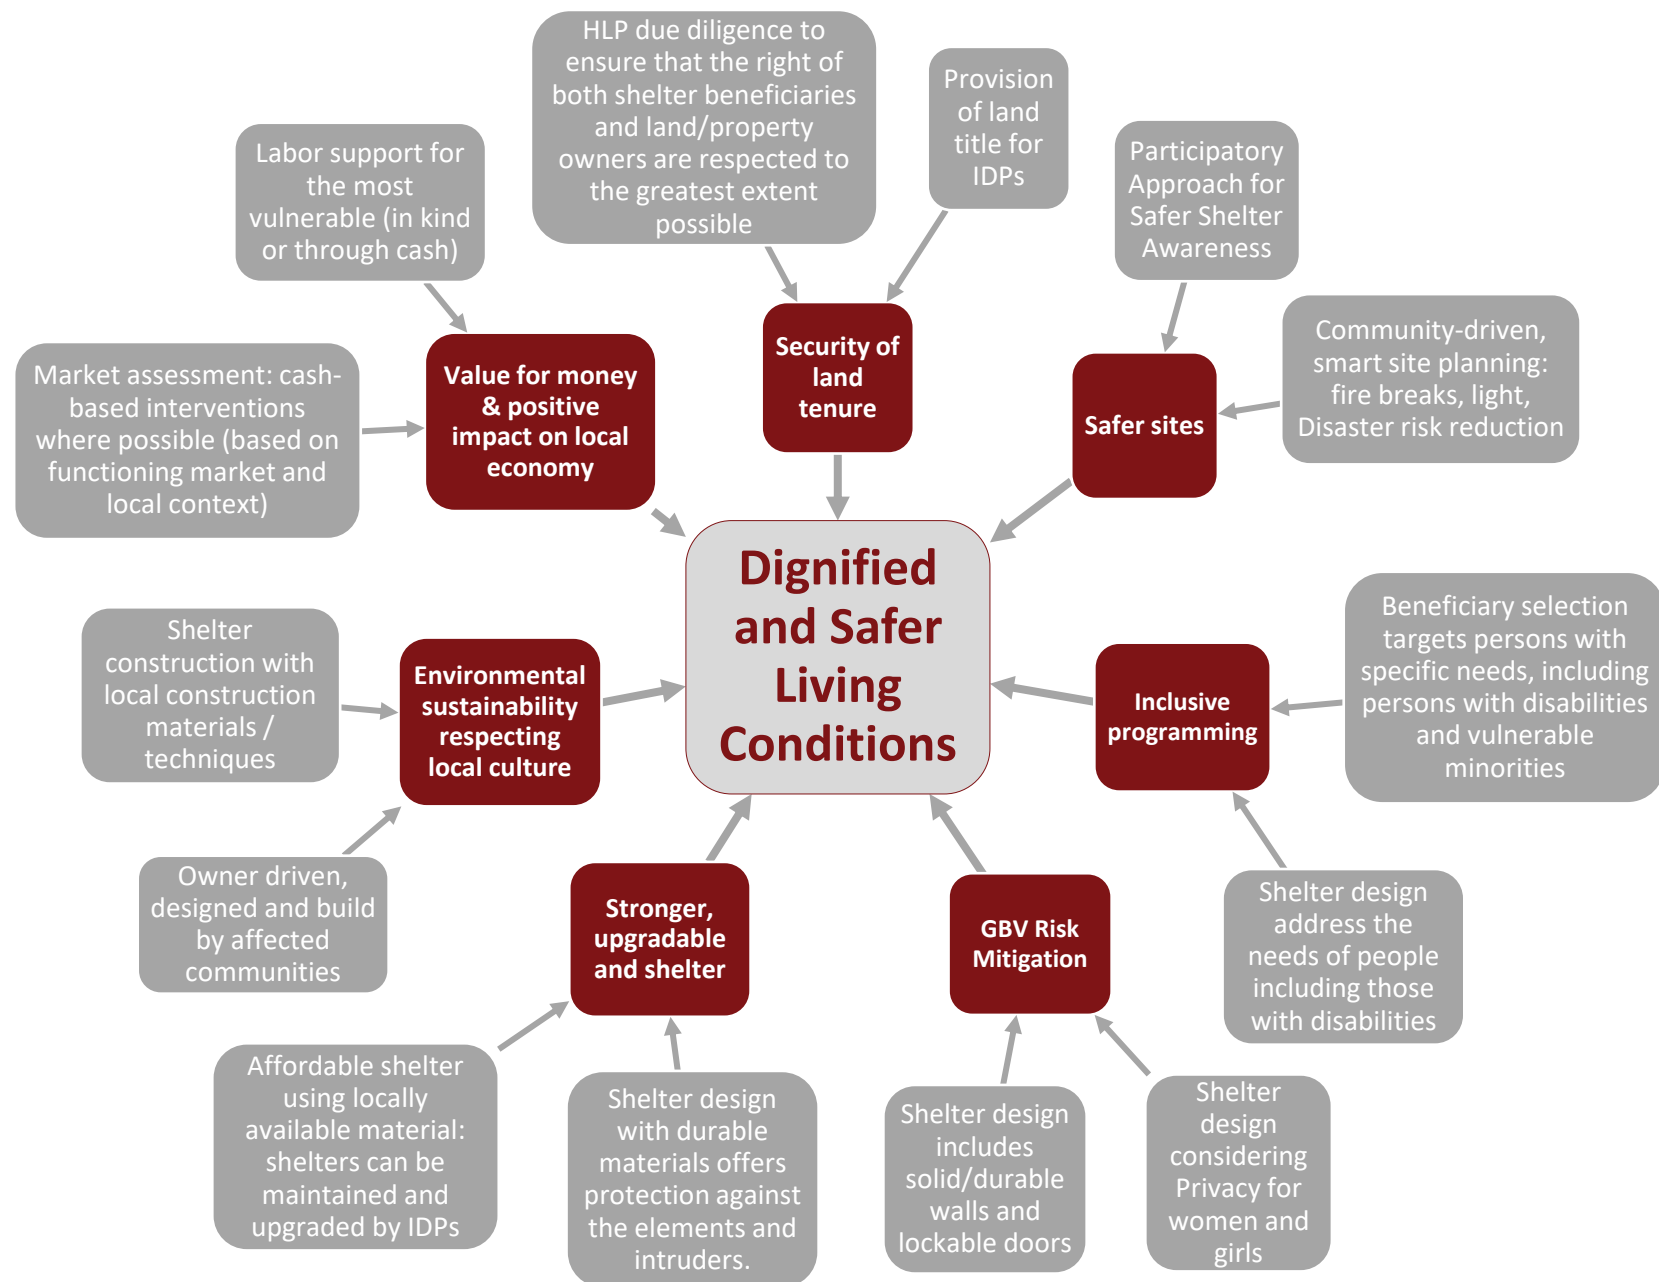 HLP due diligence to
ensure that the right of
both shelter beneficiaries
and land/property
owners are respected to
the greatest extent
possible
Provision
of land
title for
IDPs
Labor support for
the most
vulnerable (in kind
or through cash)
Participatory
Approach for
Safer Shelter
Awareness
Market assessment: cash-
based interventions
where possible (based on
functioning market and
local context)
Value for money
& positive
impact on local
economy
Security of
land
tenure
Safer sites
Community-driven,
smart site planning:
fire breaks, light,
Disaster risk reduction
Dignified
and Safer
Living
Conditions
Shelter
construction with
local construction
materials /
techniques
Environmental
sustainability
respecting
local culture
Inclusive
programming
Beneficiary selection
targets persons with
specific needs, including
persons with disabilities
and vulnerable
minorities
Owner driven,
designed and build
by affected
communities
Stronger,
upgradable
and shelter
GBV Risk
Mitigation
Shelter design
address the
needs of people
including those
with disabilities
Affordable shelter
using locally
available material:
shelters can be
maintained and
upgraded by IDPs
Shelter design
with durable
materials offers
protection against
the elements and
intruders.
Shelter design
includes
solid/durable
walls and
lockable doors
Shelter
design
considering
Privacy for
women and
girls